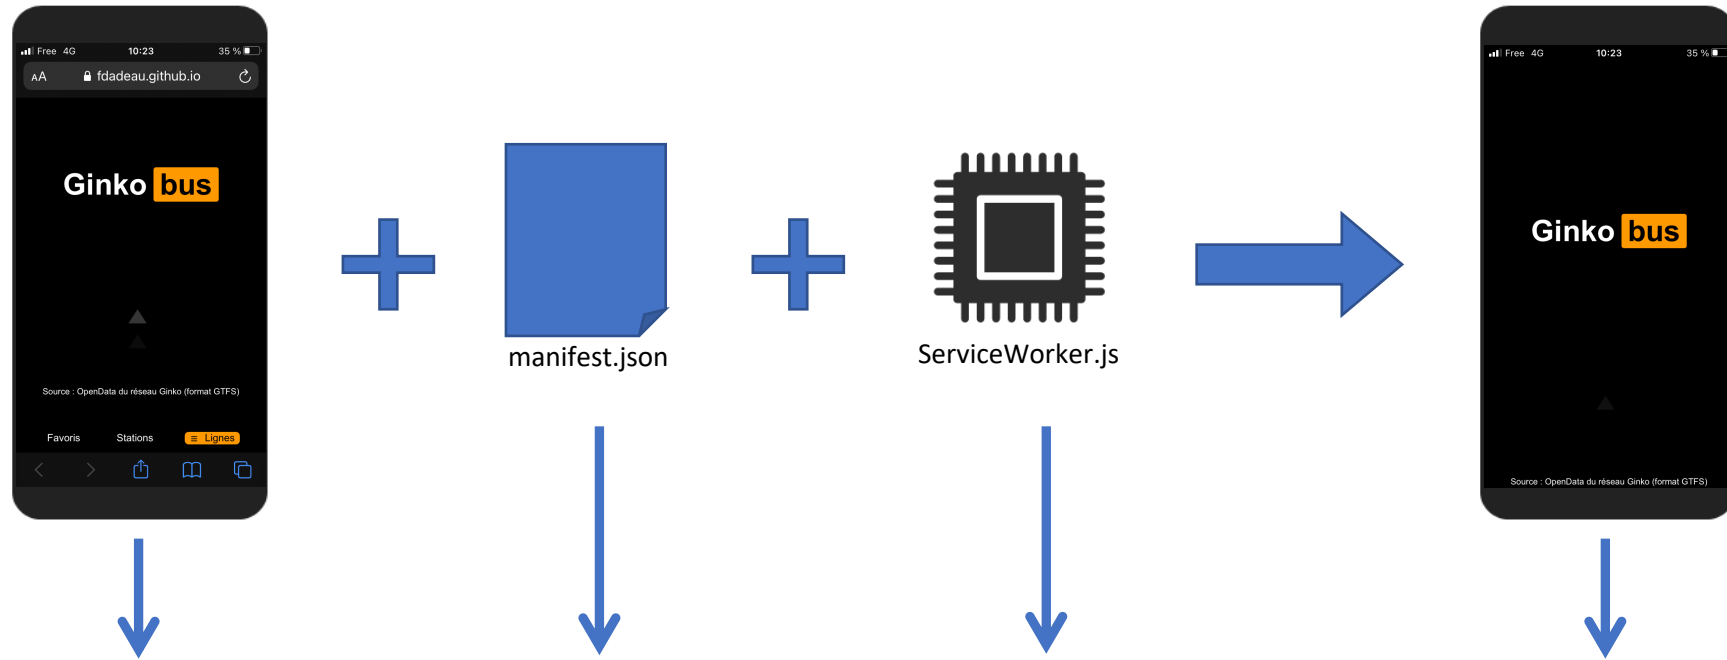 Free 4G 10:23 35 %
AA fdadeau.github.io
Ginko bus
Source : OpenData du réseau Ginko (format GTFS)
Favoris Stations Lignes
manifest.json
ServiceWorker.js
Free 4G 10:23 35 %
Ginko bus
Source : OpenData du réseau Ginko (format GTFS)